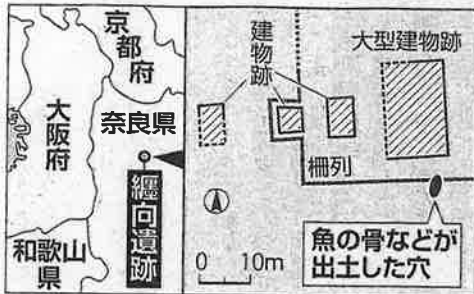 京都府
大阪府
奈良県
纒向遺跡
和歌山
県
建物跡
大型建物跡
柵列
0 10m
魚の骨などが
出土した穴